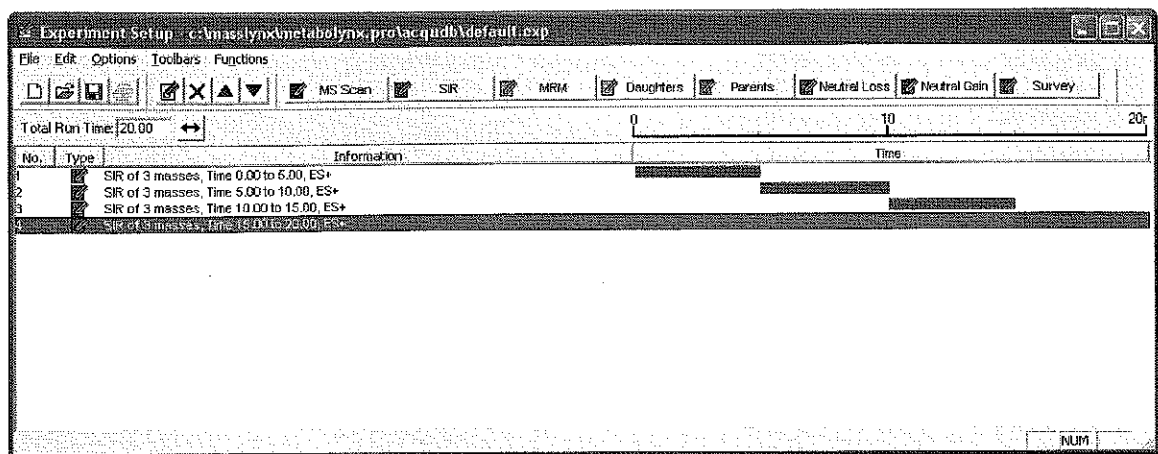 Experiment Setup - c:\masslynx\metabolynx.pro\acqudb\default.exp
File Edit Options Toolbars Functions
MS Scan SIR MRM Daughters Parents Neutral Loss Neutral Gain Survey
Total Run Time: 20.00 0 10 20
No. Type Information Time
1 SIR of 3 masses, Time 0.00 to 5.00, ES+
2 SIR of 3 masses, Time 5.00 to 10.00, ES+
3 SIR of 3 masses, Time 10.00 to 15.00, ES+
4 SIR of 3 masses, Time 15.00 to 20.00, ES+
NUM